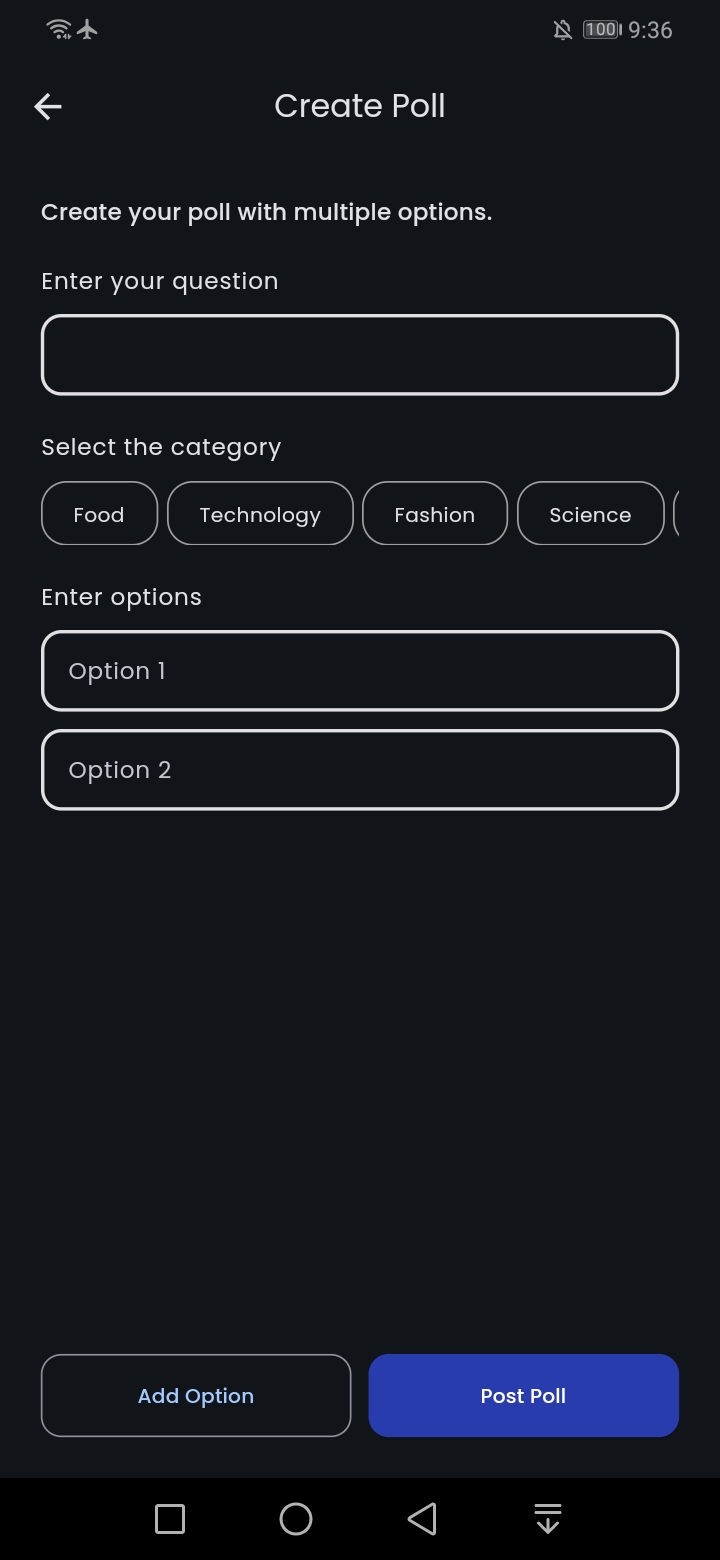 100 9:36
Create Poll
Create your poll with multiple options.
Enter your question
Select the category
Food Technology Fashion Science
Enter options
Option 1
Option 2
Add Option Post Poll